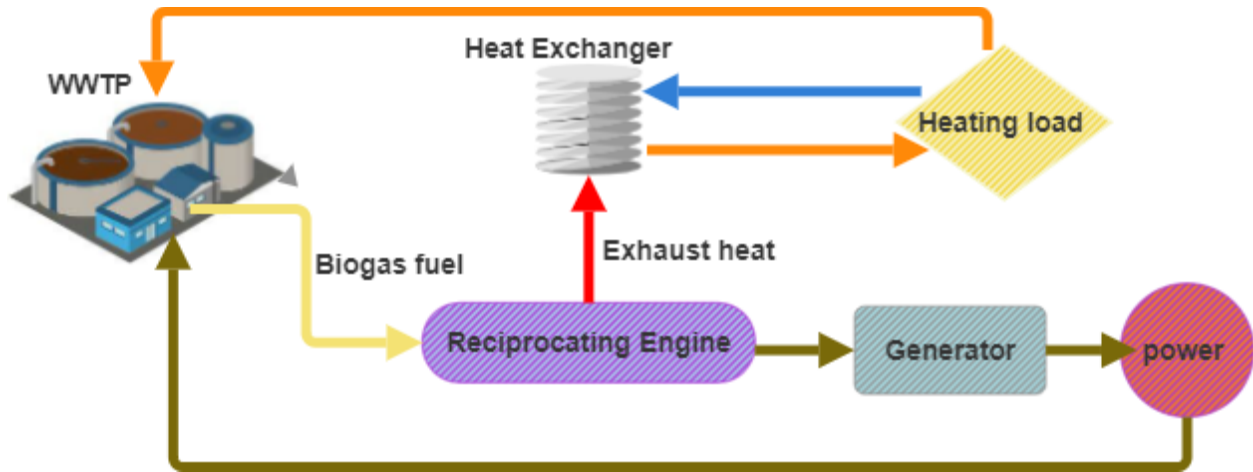 Heat Exchanger
WWTP
Heating load
Biogas fuel
Exhaust heat
Reciprocating Engine
Generator
power